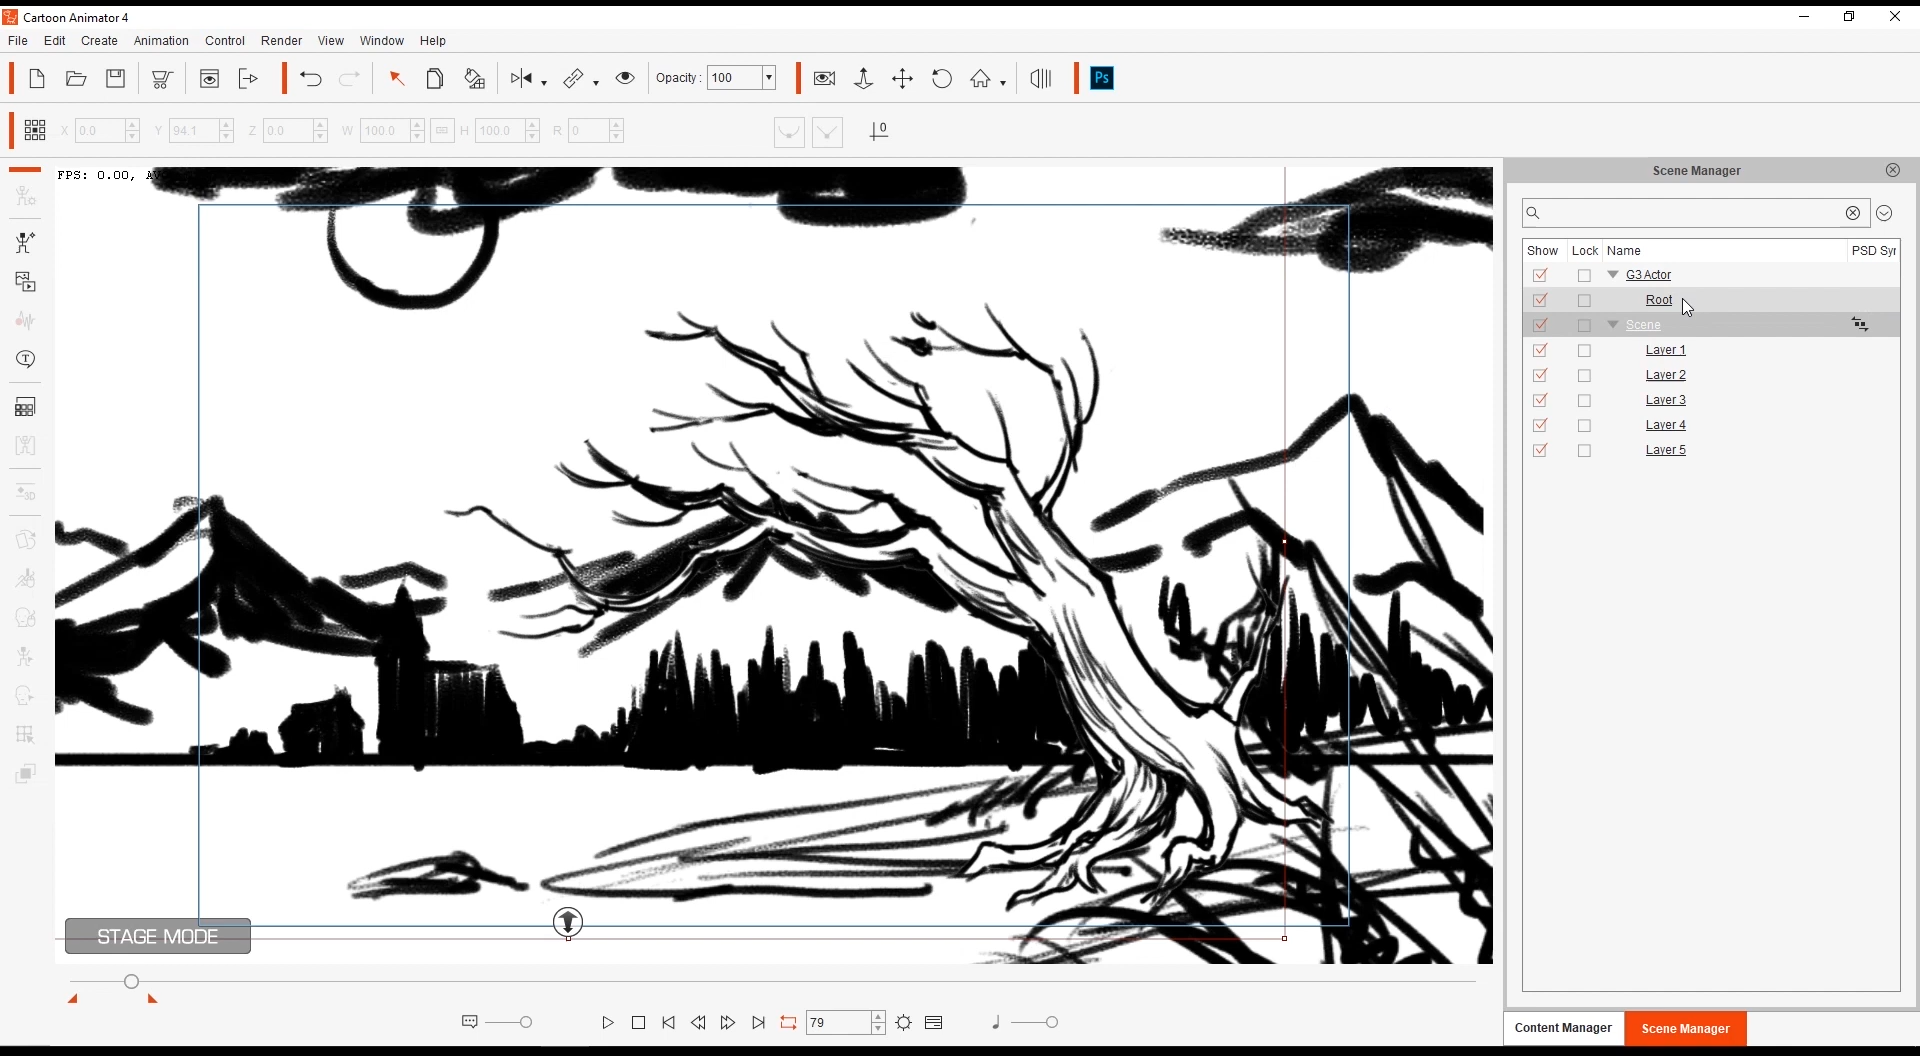 Cartoon Animator 4
File Edit Create Animation Control Render View Window Help
Opacity : 100
Ps
X 0.0 Y 94.1 Z 0.0 W 100.0 H 100.0 R 0
0
FPS: 0.00, AV
Scene Manager
Show Lock Name PSD Syr
G3 Actor
Root
Scene
Layer 1
Layer 2
Layer 3
Layer 4
Layer 5
3D
STAGE MODE
79
Content Manager Scene Manager